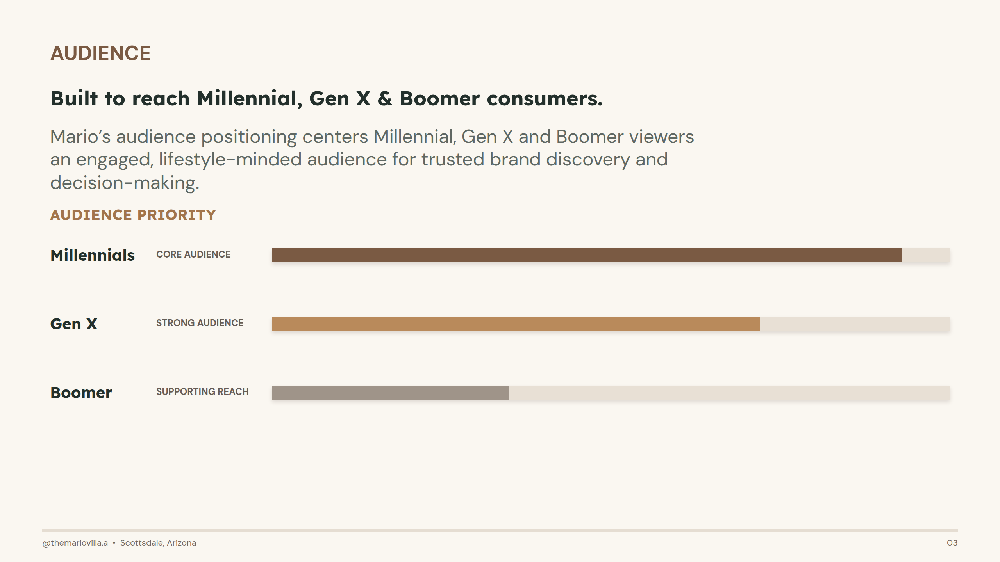 AUDIENCE
Built to reach Millennial, Gen X & Boomer consumers.
Mario’s audience positioning centers Millennial, Gen X and Boomer viewers
an engaged, lifestyle-minded audience for trusted brand discovery and
decision-making.
AUDIENCE PRIORITY
Millennials CORE AUDIENCE
Gen X STRONG AUDIENCE
Boomer SUPPORTING REACH
@themariovilla.a • Scottsdale, Arizona 03